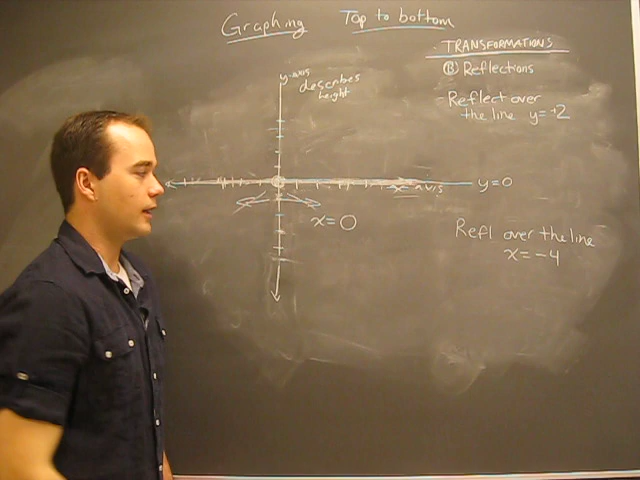 Graphing Top to bottom
TRANSFORMATIONS
B Reflections
y-axis
describes
height
Reflect over
the line y=-2
x-axis
y=0
x=0
Refl over the line
x=-4